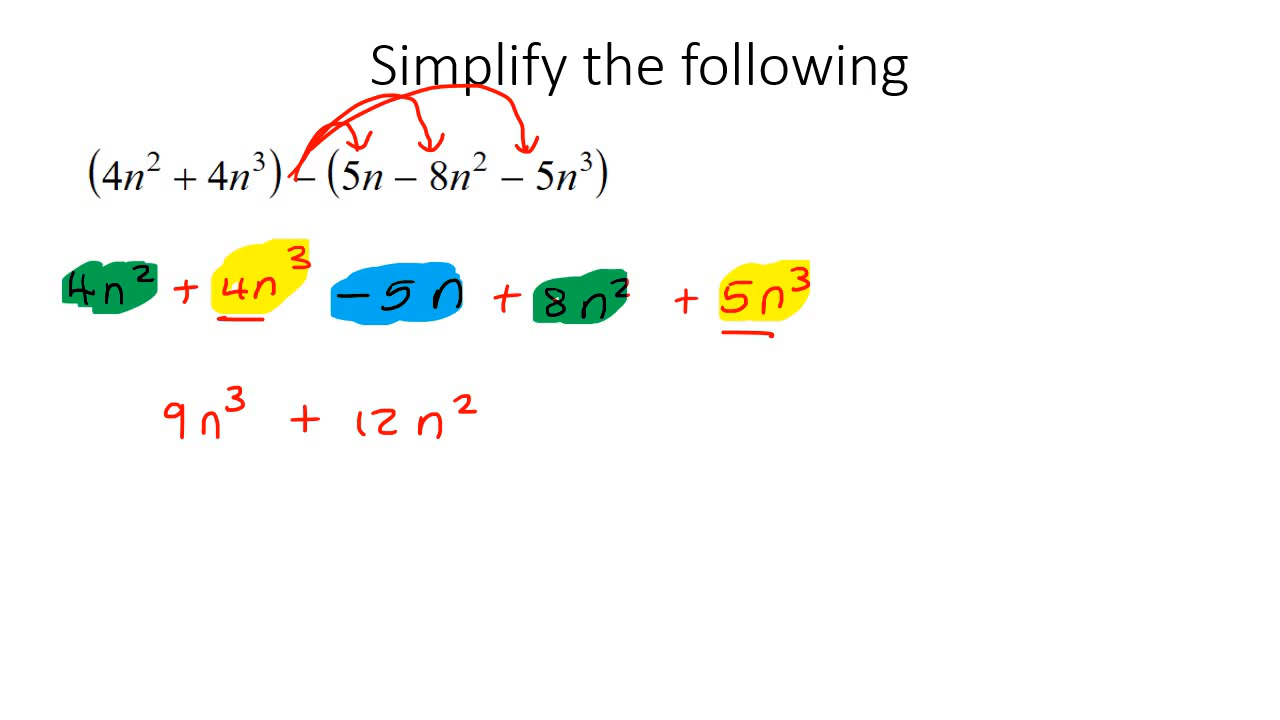 Simplify the following
(4n² + 4n³) – (5n – 8n² – 5n³)
4n² + 4n³ – 5n + 8n² + 5n³
9n³ + 12n²